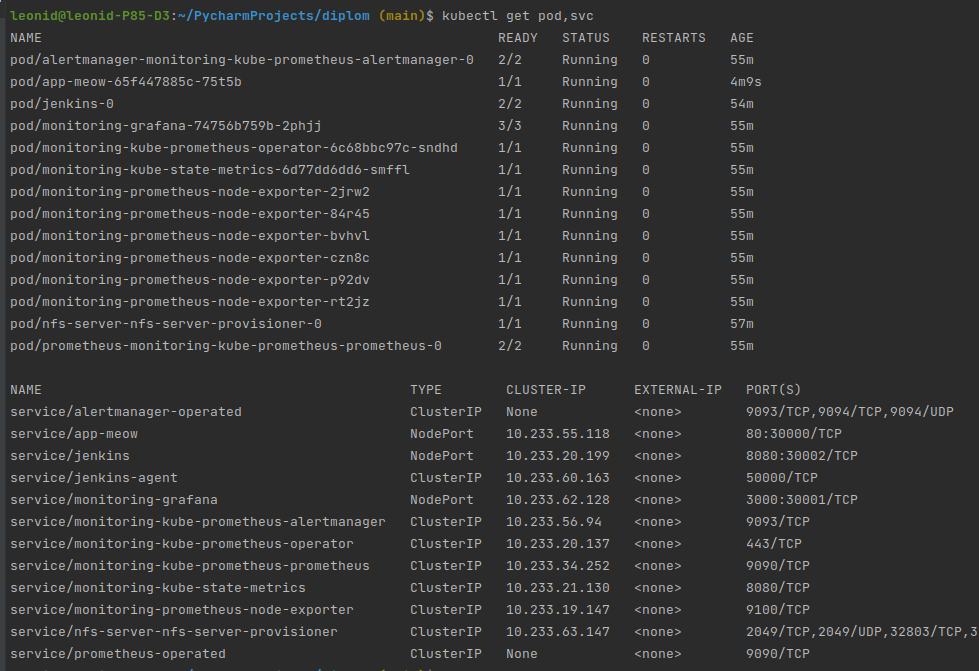 leonid@leonid-P85-D3:~/PycharmProjects/diplom (main)$ kubectl get pod,svc
NAME READY STATUS RESTARTS AGE
pod/alertmanager-monitoring-kube-prometheus-alertmanager-0 2/2 Running 0 55m
pod/app-meow-65f447885c-75t5b 1/1 Running 0 4m9s
pod/jenkins-0 2/2 Running 0 54m
pod/monitoring-grafana-74756b759b-2phjj 3/3 Running 0 55m
pod/monitoring-kube-prometheus-operator-6c68bbc97c-sndhd 1/1 Running 0 55m
pod/monitoring-kube-state-metrics-6d77dd6dd6-smffl 1/1 Running 0 55m
pod/monitoring-prometheus-node-exporter-2jrw2 1/1 Running 0 55m
pod/monitoring-prometheus-node-exporter-84r45 1/1 Running 0 55m
pod/monitoring-prometheus-node-exporter-bvhvl 1/1 Running 0 55m
pod/monitoring-prometheus-node-exporter-czn8c 1/1 Running 0 55m
pod/monitoring-prometheus-node-exporter-p92dv 1/1 Running 0 55m
pod/monitoring-prometheus-node-exporter-rt2jz 1/1 Running 0 55m
pod/nfs-server-nfs-server-provisioner-0 1/1 Running 0 57m
pod/prometheus-monitoring-kube-prometheus-prometheus-0 2/2 Running 0 55m
NAME TYPE CLUSTER-IP EXTERNAL-IP PORT(S)
service/alertmanager-operated ClusterIP None <none> 9093/TCP,9094/TCP,9094/UDP
service/app-meow NodePort 10.233.55.118 <none> 80:30000/TCP
service/jenkins NodePort 10.233.20.199 <none> 8080:30002/TCP
service/jenkins-agent ClusterIP 10.233.60.163 <none> 50000/TCP
service/monitoring-grafana NodePort 10.233.62.128 <none> 3000:30001/TCP
service/monitoring-kube-prometheus-alertmanager ClusterIP 10.233.56.94 <none> 9093/TCP
service/monitoring-kube-prometheus-operator ClusterIP 10.233.20.137 <none> 443/TCP
service/monitoring-kube-prometheus-prometheus ClusterIP 10.233.34.252 <none> 9090/TCP
service/monitoring-kube-state-metrics ClusterIP 10.233.21.130 <none> 8080/TCP
service/monitoring-prometheus-node-exporter ClusterIP 10.233.19.147 <none> 9100/TCP
service/nfs-server-nfs-server-provisioner ClusterIP 10.233.63.147 <none> 2049/TCP,2049/UDP,32803/TCP,3
service/prometheus-operated ClusterIP None <none> 9090/TCP